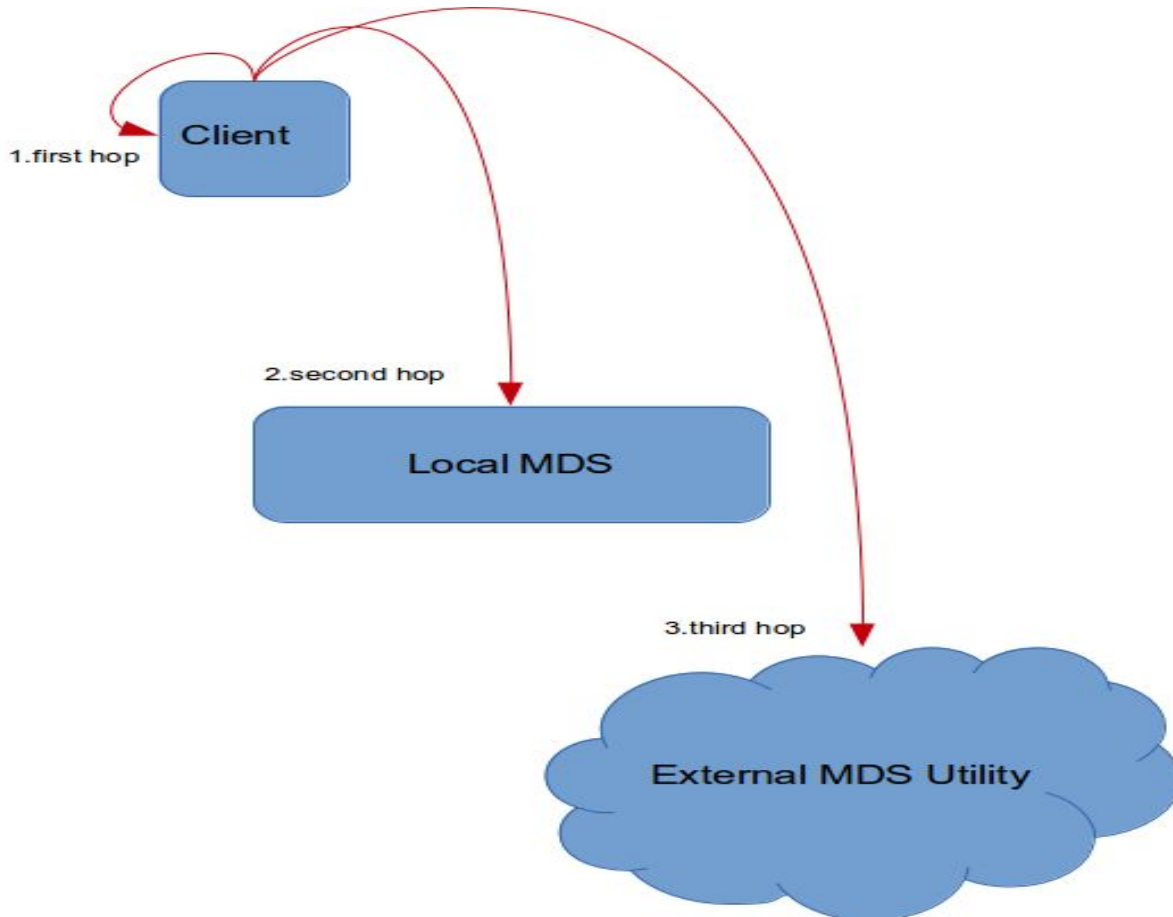 Client
1.first hop
2.second hop
Local MDS
3.third hop
External MDS Utility